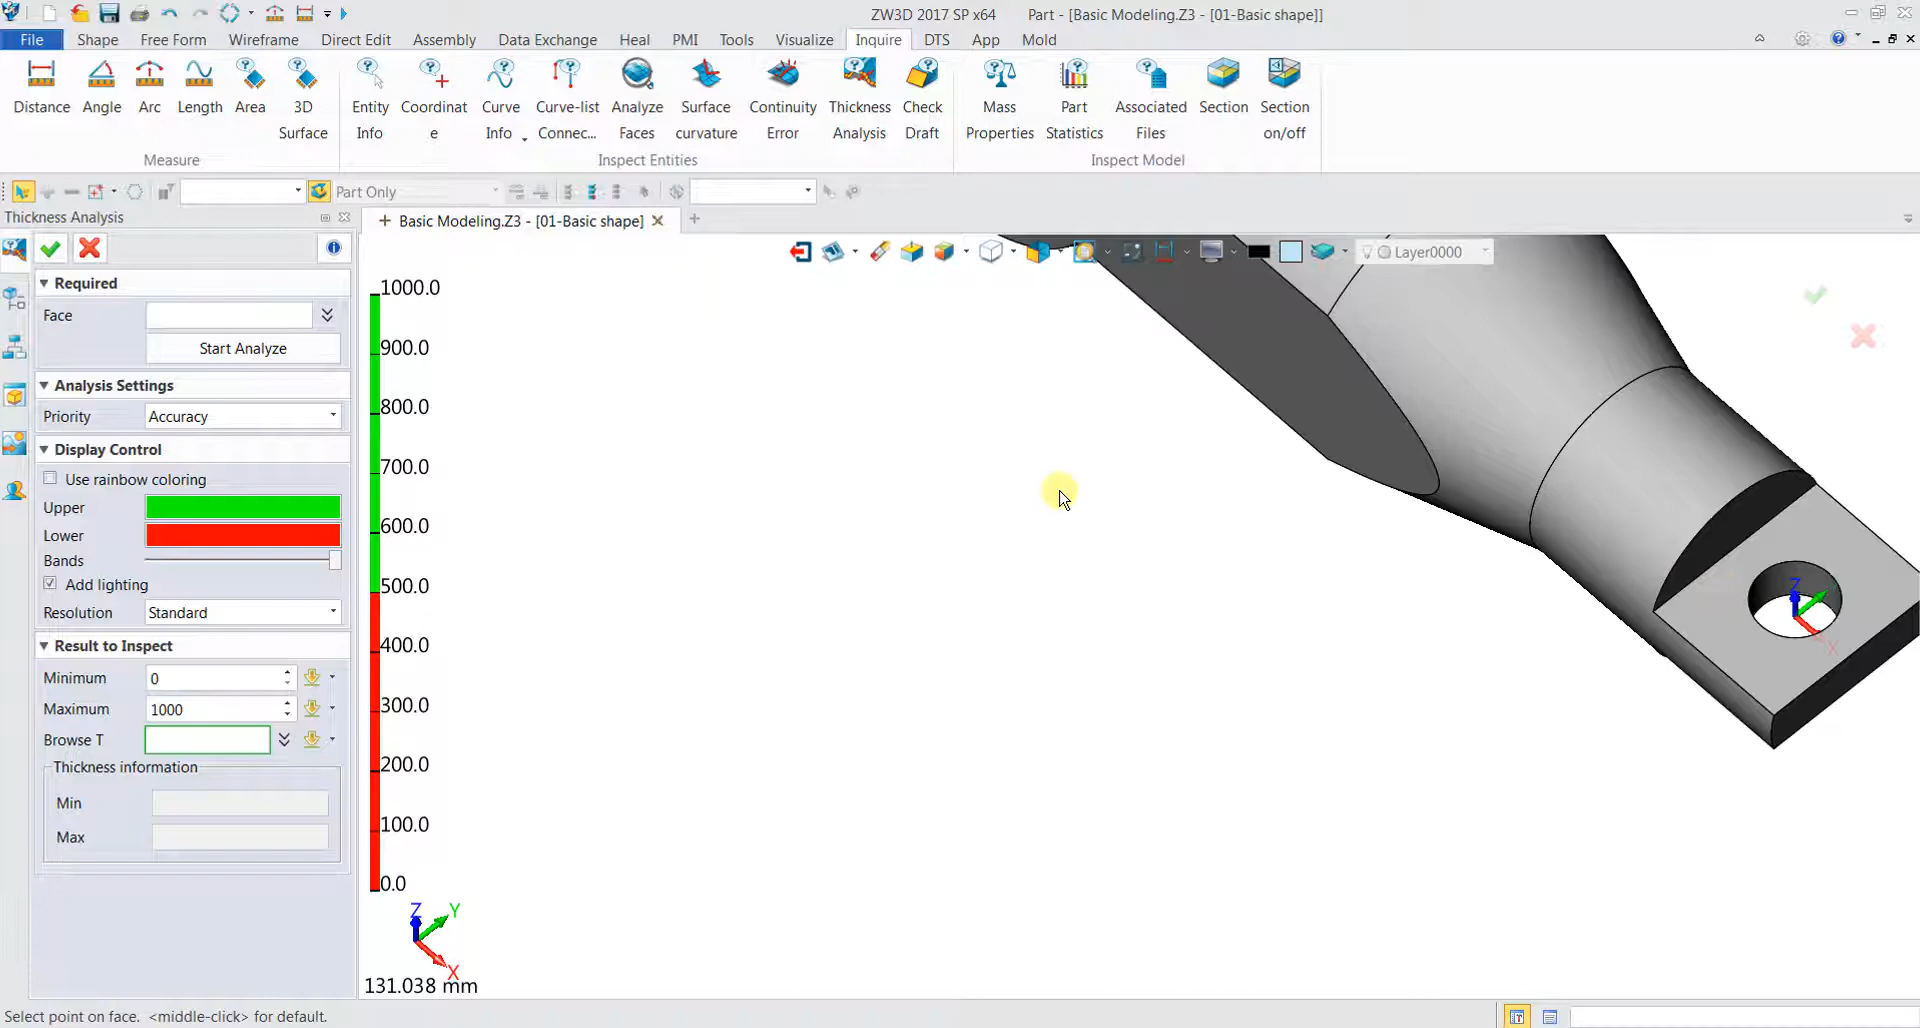 ZW3D 2017 SP x64 Part - [Basic Modeling.Z3 - [01-Basic shape]]
File Shape Free Form Wireframe Direct Edit Assembly Data Exchange Heal PMI Tools Visualize Inquire DTS App Mold
Distance Angle Arc Length Area 3D Surface Entity Info Coordinat e Curve Info Curve-list Connec... Analyze Faces Surface curvature Continuity Error Thickness Analysis Check Draft Mass Properties Part Statistics Associated Files Section Section on/off
Measure Inspect Entities Inspect Model
Part Only
Thickness Analysis
Basic Modeling.Z3 - [01-Basic shape]
Layer0000
Required
Face
Start Analyze
Analysis Settings
Priority Accuracy
Display Control
Use rainbow coloring
Upper
Lower
Bands
Add lighting
Resolution Standard
Result to Inspect
Minimum 0
Maximum 1000
Browse T
Thickness information
Min
Max
1000.0
900.0
800.0
700.0
600.0
500.0
400.0
300.0
200.0
100.0
0.0
Z
Y
X
131.038 mm
Z
X
Select point on face. <middle-click> for default.